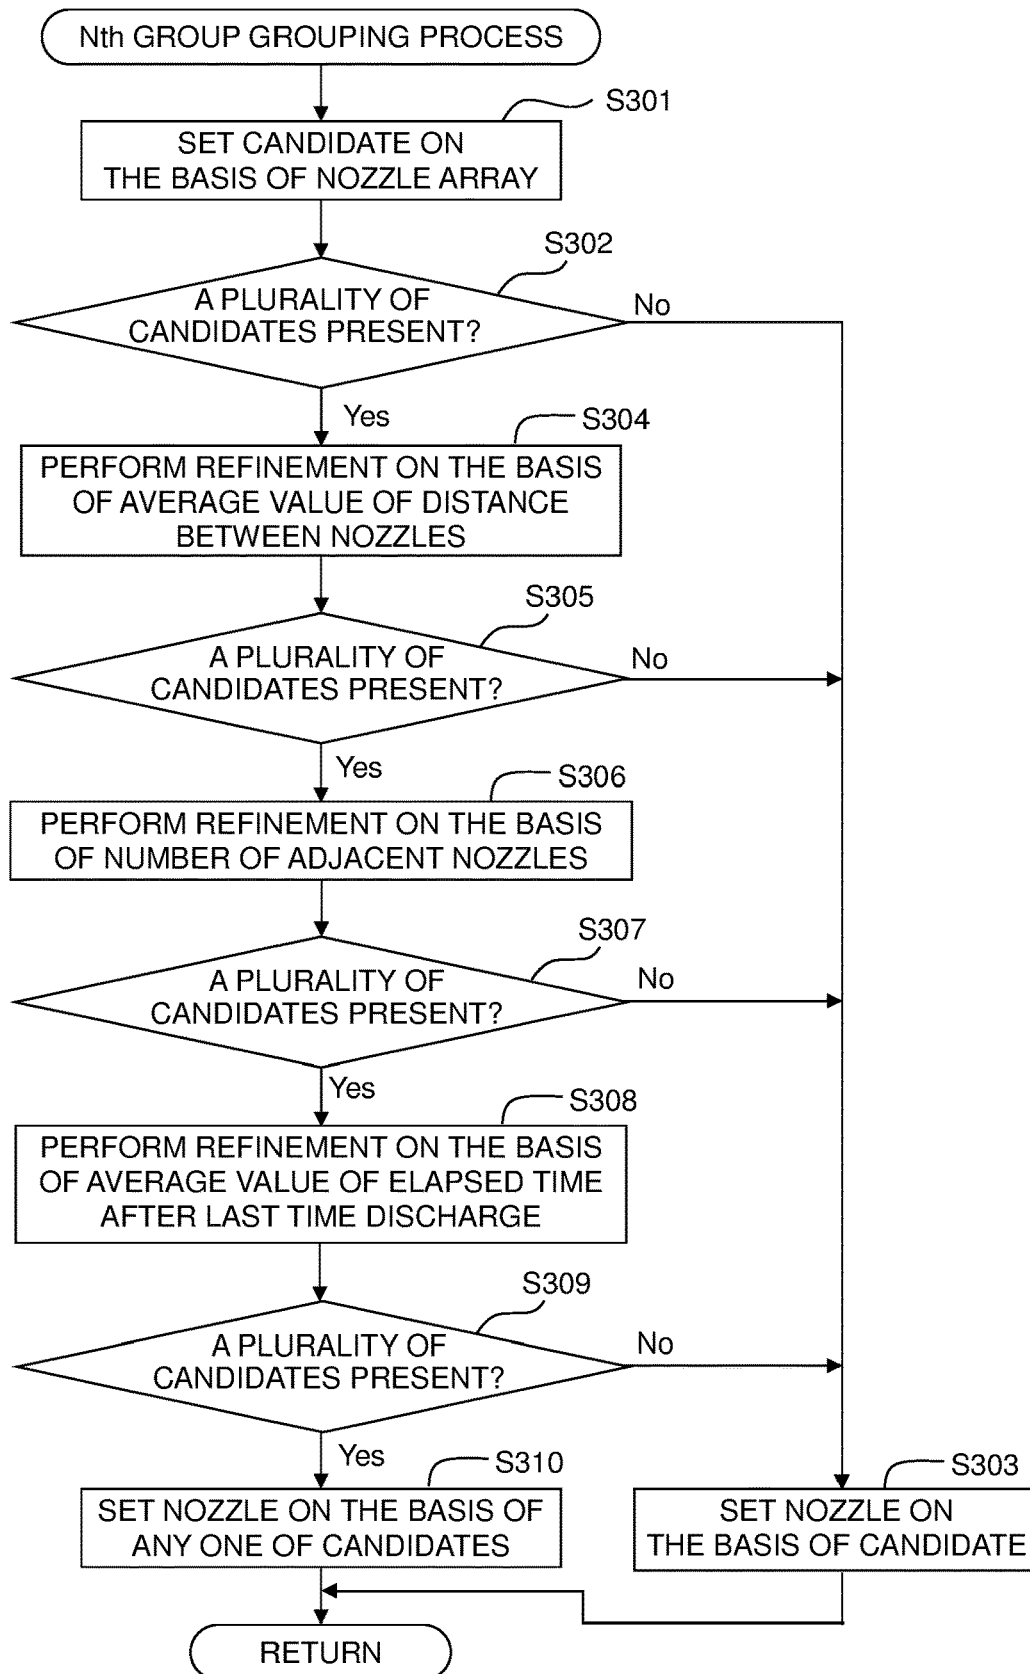 Nth GROUP GROUPING PROCESS
S301
SET CANDIDATE ON
THE BASIS OF NOZZLE ARRAY
S302
A PLURALITY OF
CANDIDATES PRESENT?
No
Yes
S304
PERFORM REFINEMENT ON THE BASIS
OF AVERAGE VALUE OF DISTANCE
BETWEEN NOZZLES
S305
A PLURALITY OF
CANDIDATES PRESENT?
No
Yes
S306
PERFORM REFINEMENT ON THE BASIS
OF NUMBER OF ADJACENT NOZZLES
S307
A PLURALITY OF
CANDIDATES PRESENT?
No
Yes
S308
PERFORM REFINEMENT ON THE BASIS
OF AVERAGE VALUE OF ELAPSED TIME
AFTER LAST TIME DISCHARGE
S309
A PLURALITY OF
CANDIDATES PRESENT?
No
Yes
S310
SET NOZZLE ON THE BASIS OF
ANY ONE OF CANDIDATES
S303
SET NOZZLE ON
THE BASIS OF CANDIDATE
RETURN